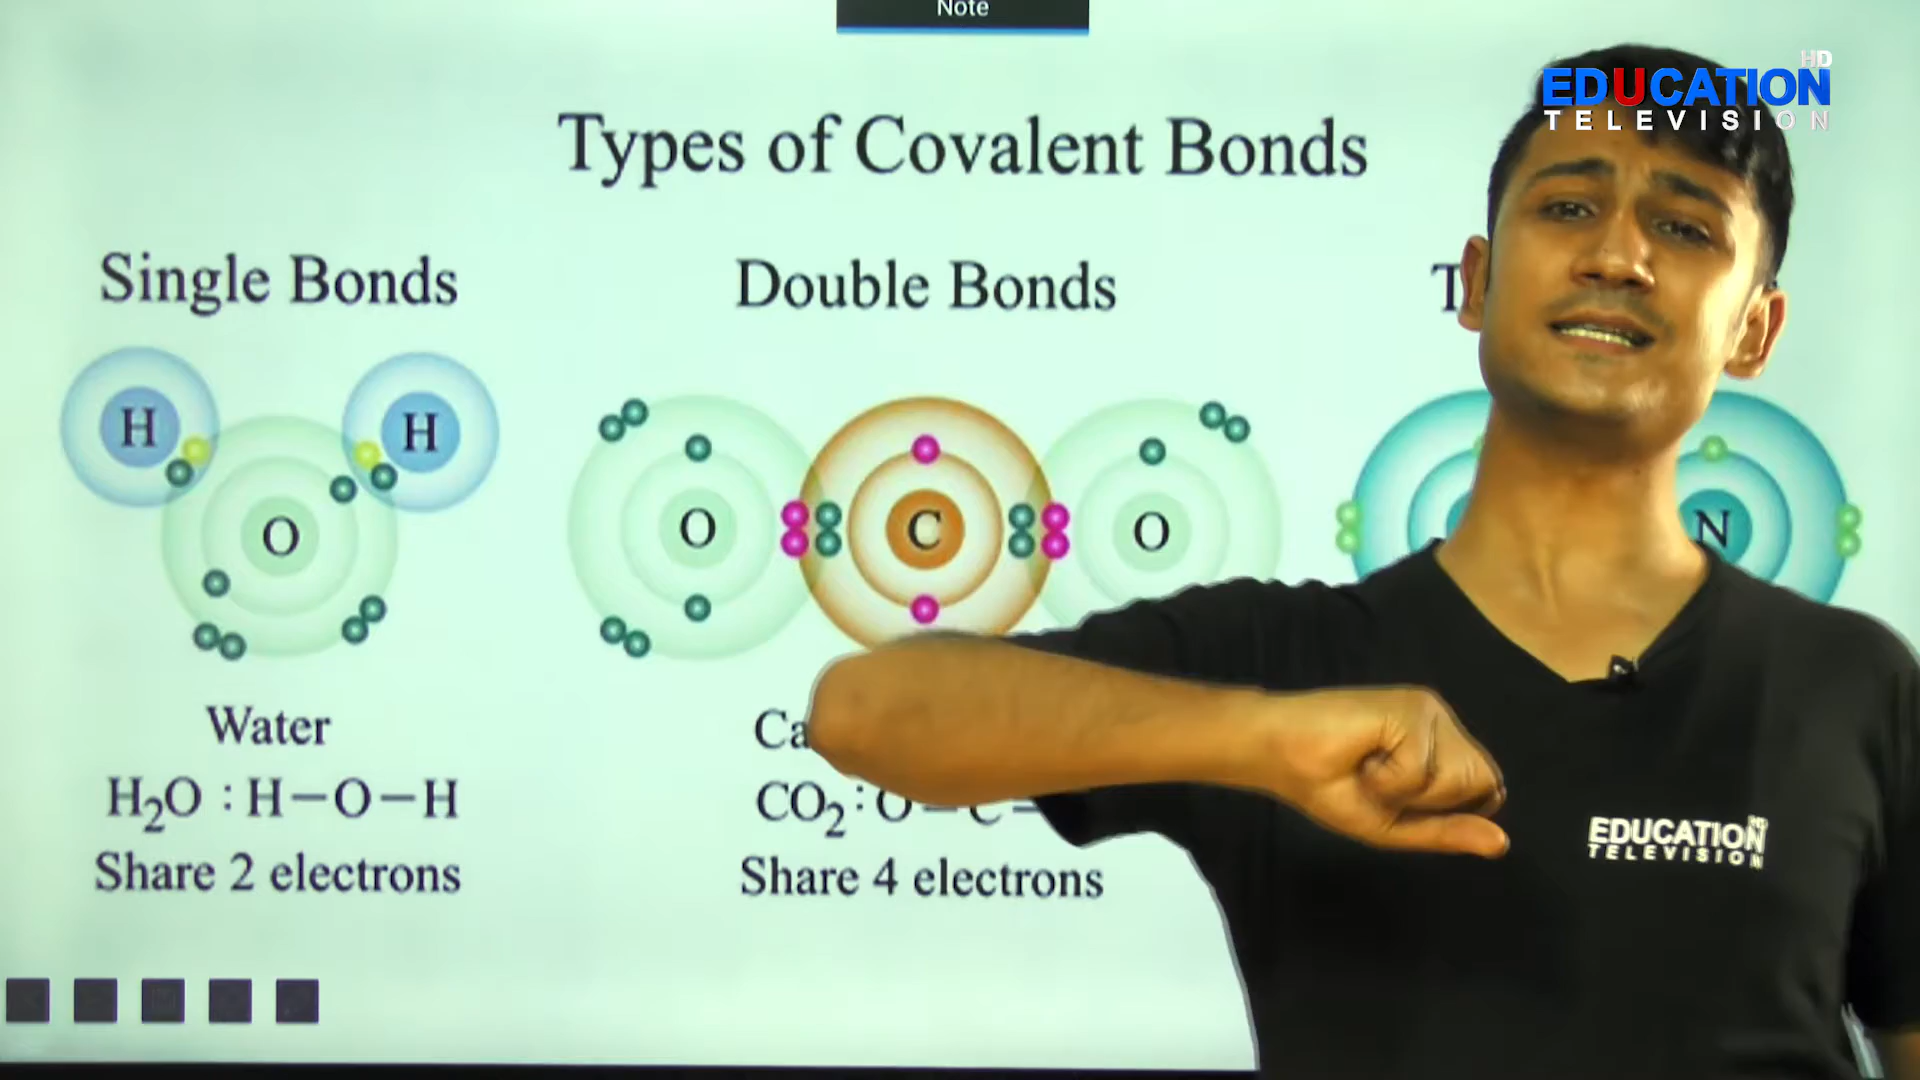 Note
HD
EDUCATION
TELEVISION
Types of Covalent Bonds
Single Bonds
Double Bonds
T
H
H
O
O
C
O
N
Water
H₂O : H—O—H
Share 2 electrons
Ca
CO₂ : O = C =
Share 4 electrons
EDUCATION
TELEVISION